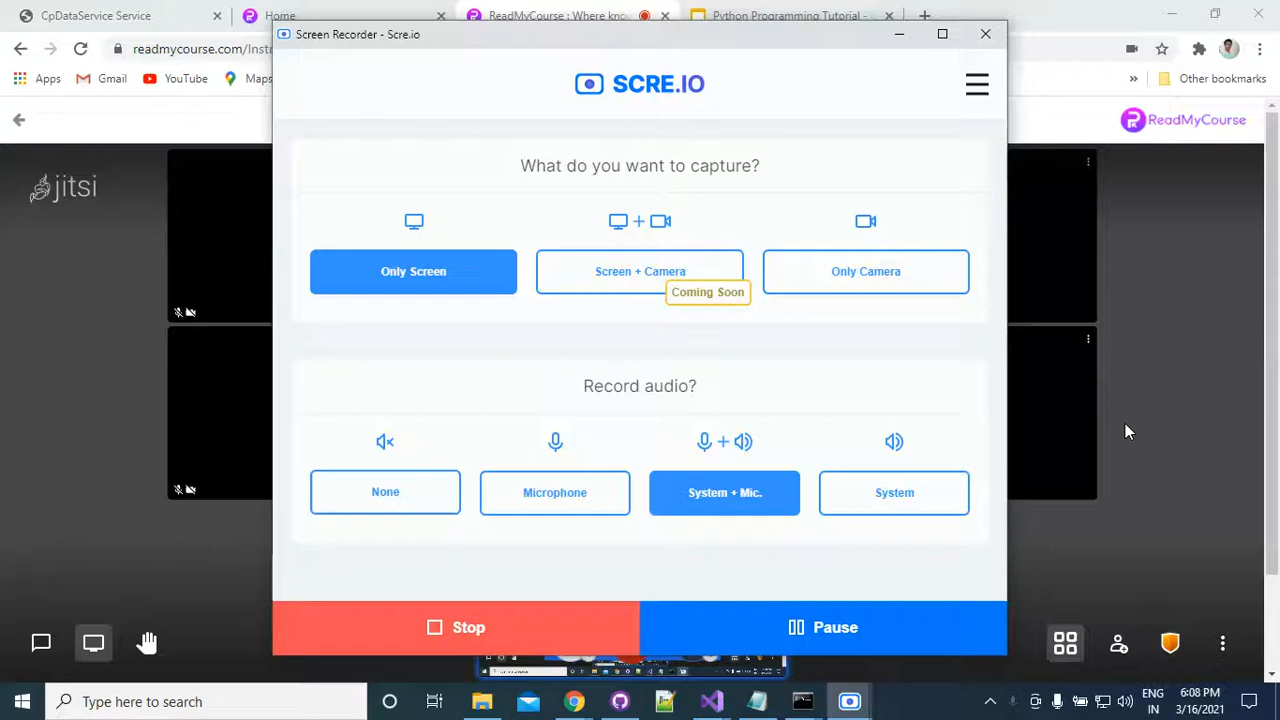 CpDataService Service
Home
ReadMyCourse : Where kno
Python Programming Tutorial -
Screen Recorder - Scre.io
readmycourse.com/Inst
Apps
Gmail
YouTube
Maps
Other bookmarks
SCRE.IO
ReadMyCourse
jitsi
What do you want to capture?
Only Screen
Screen + Camera
Only Camera
Coming Soon
Record audio?
None
Microphone
System + Mic.
System
Stop
Pause
Type here to search
ENG
IN
6:08 PM
3/16/2021